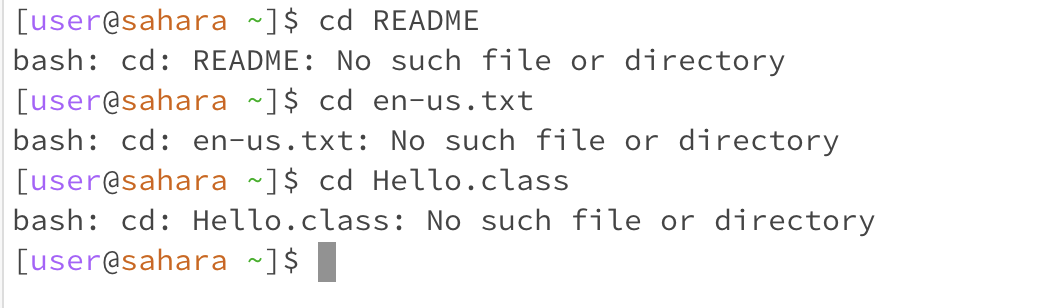 [user@sahara ~]$ cd README
bash: cd: README: No such file or directory
[user@sahara ~]$ cd en-us.txt
bash: cd: en-us.txt: No such file or directory
[user@sahara ~]$ cd Hello.class
bash: cd: Hello.class: No such file or directory
[user@sahara ~]$